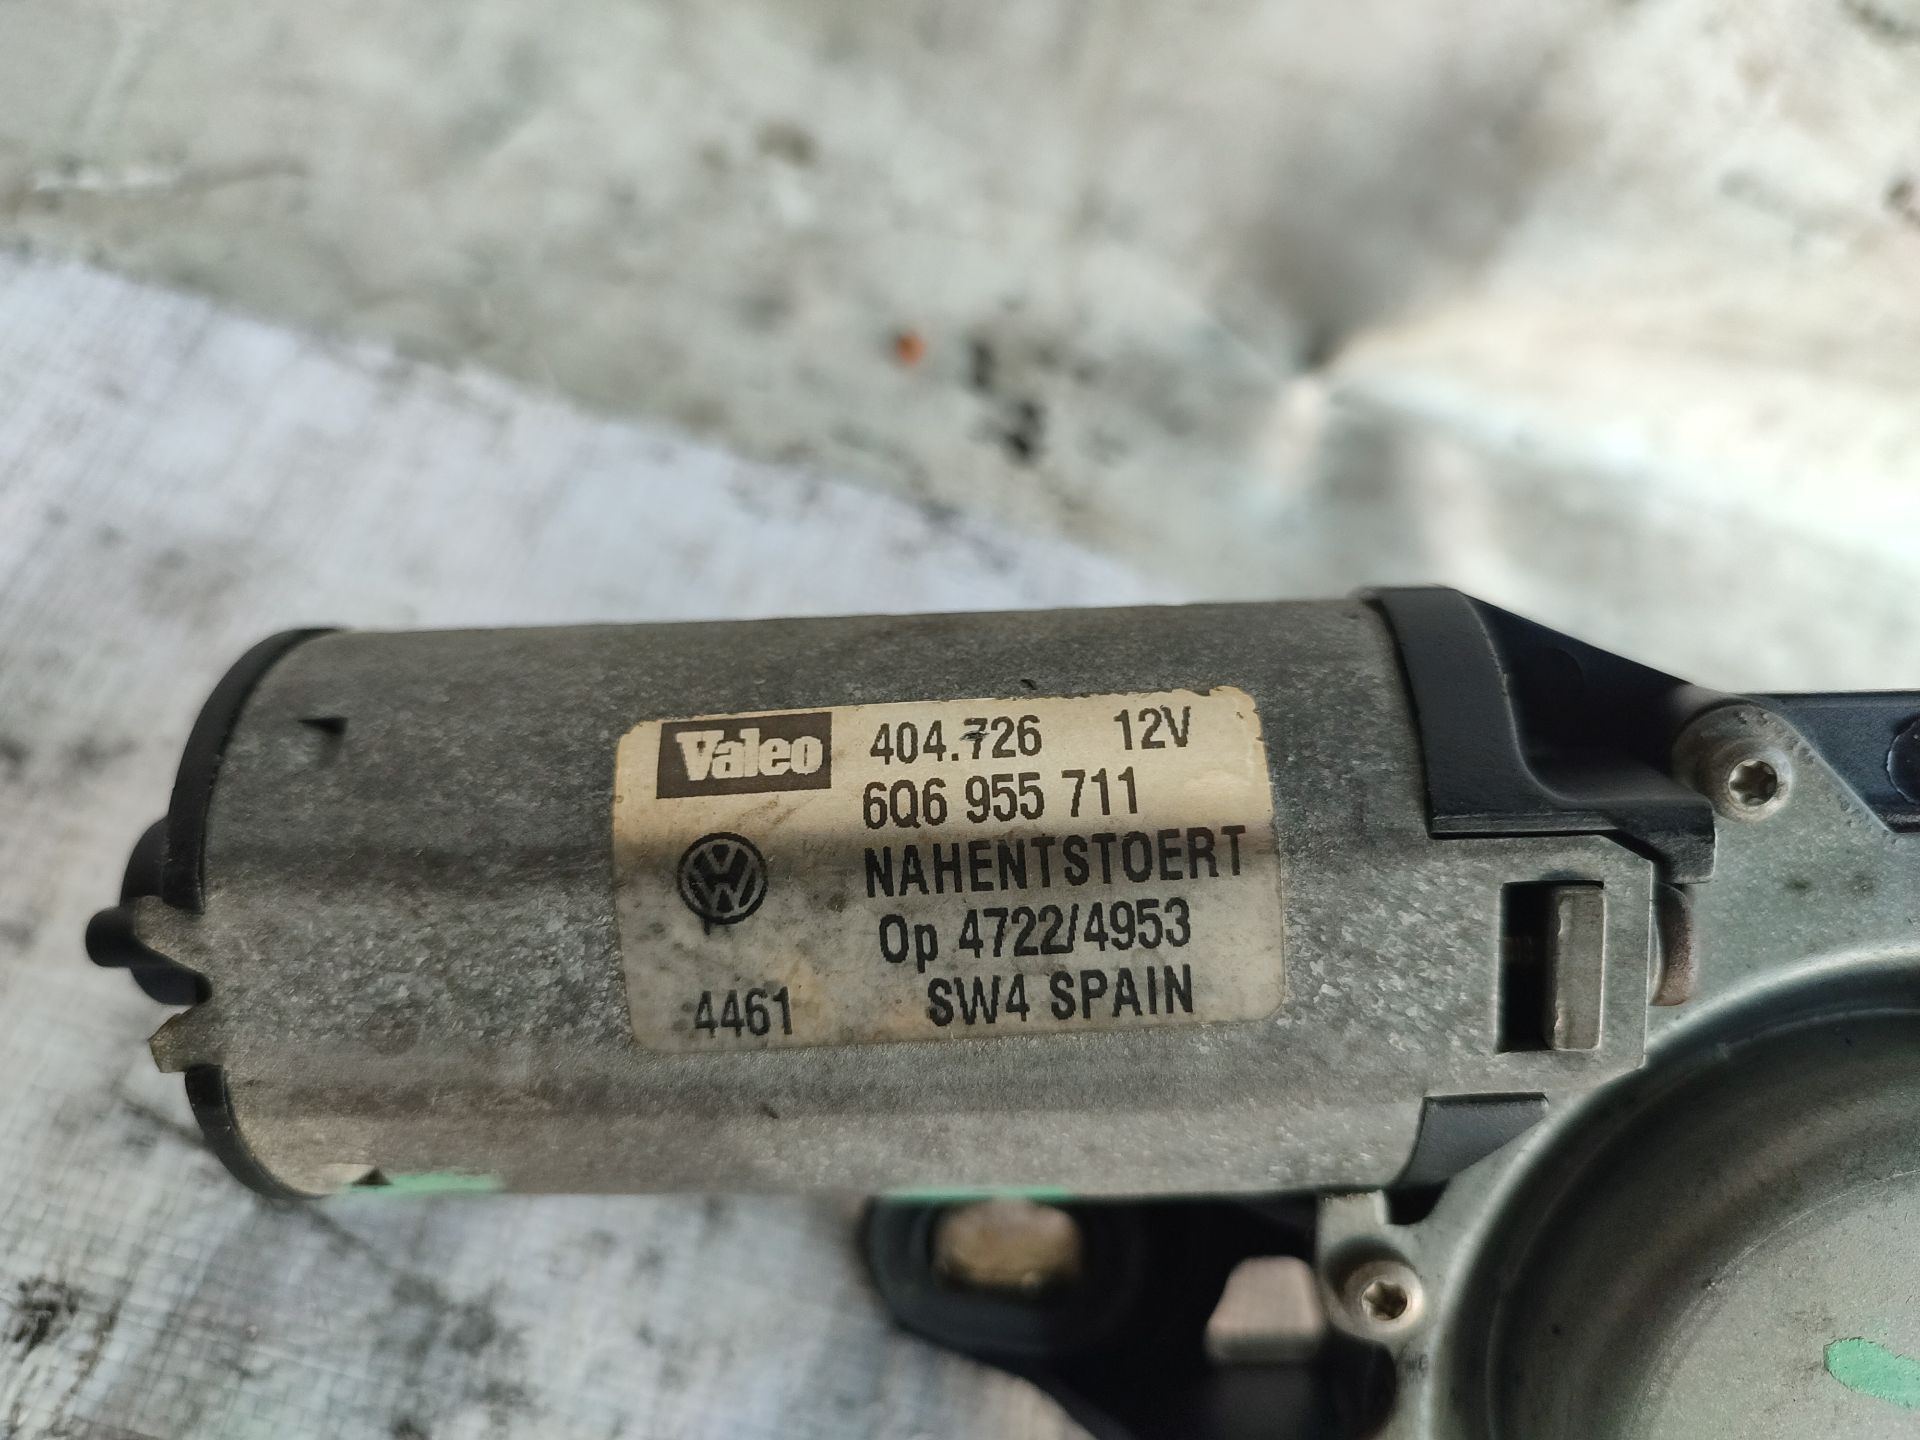 Valeo 404.726 12V
6Q6 955 711
NAHENTSTOERT
Op 4722/4953
4461 SW4 SPAIN